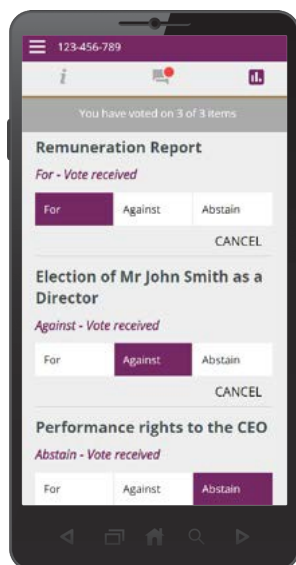 123-456-789
i
You have voted on 3 of 3 items
Remuneration Report
For - Vote received
For Against Abstain
CANCEL
Election of Mr John Smith as a
Director
Against - Vote received
For Against Abstain
CANCEL
Performance rights to the CEO
Abstain - Vote received
For Against Abstain